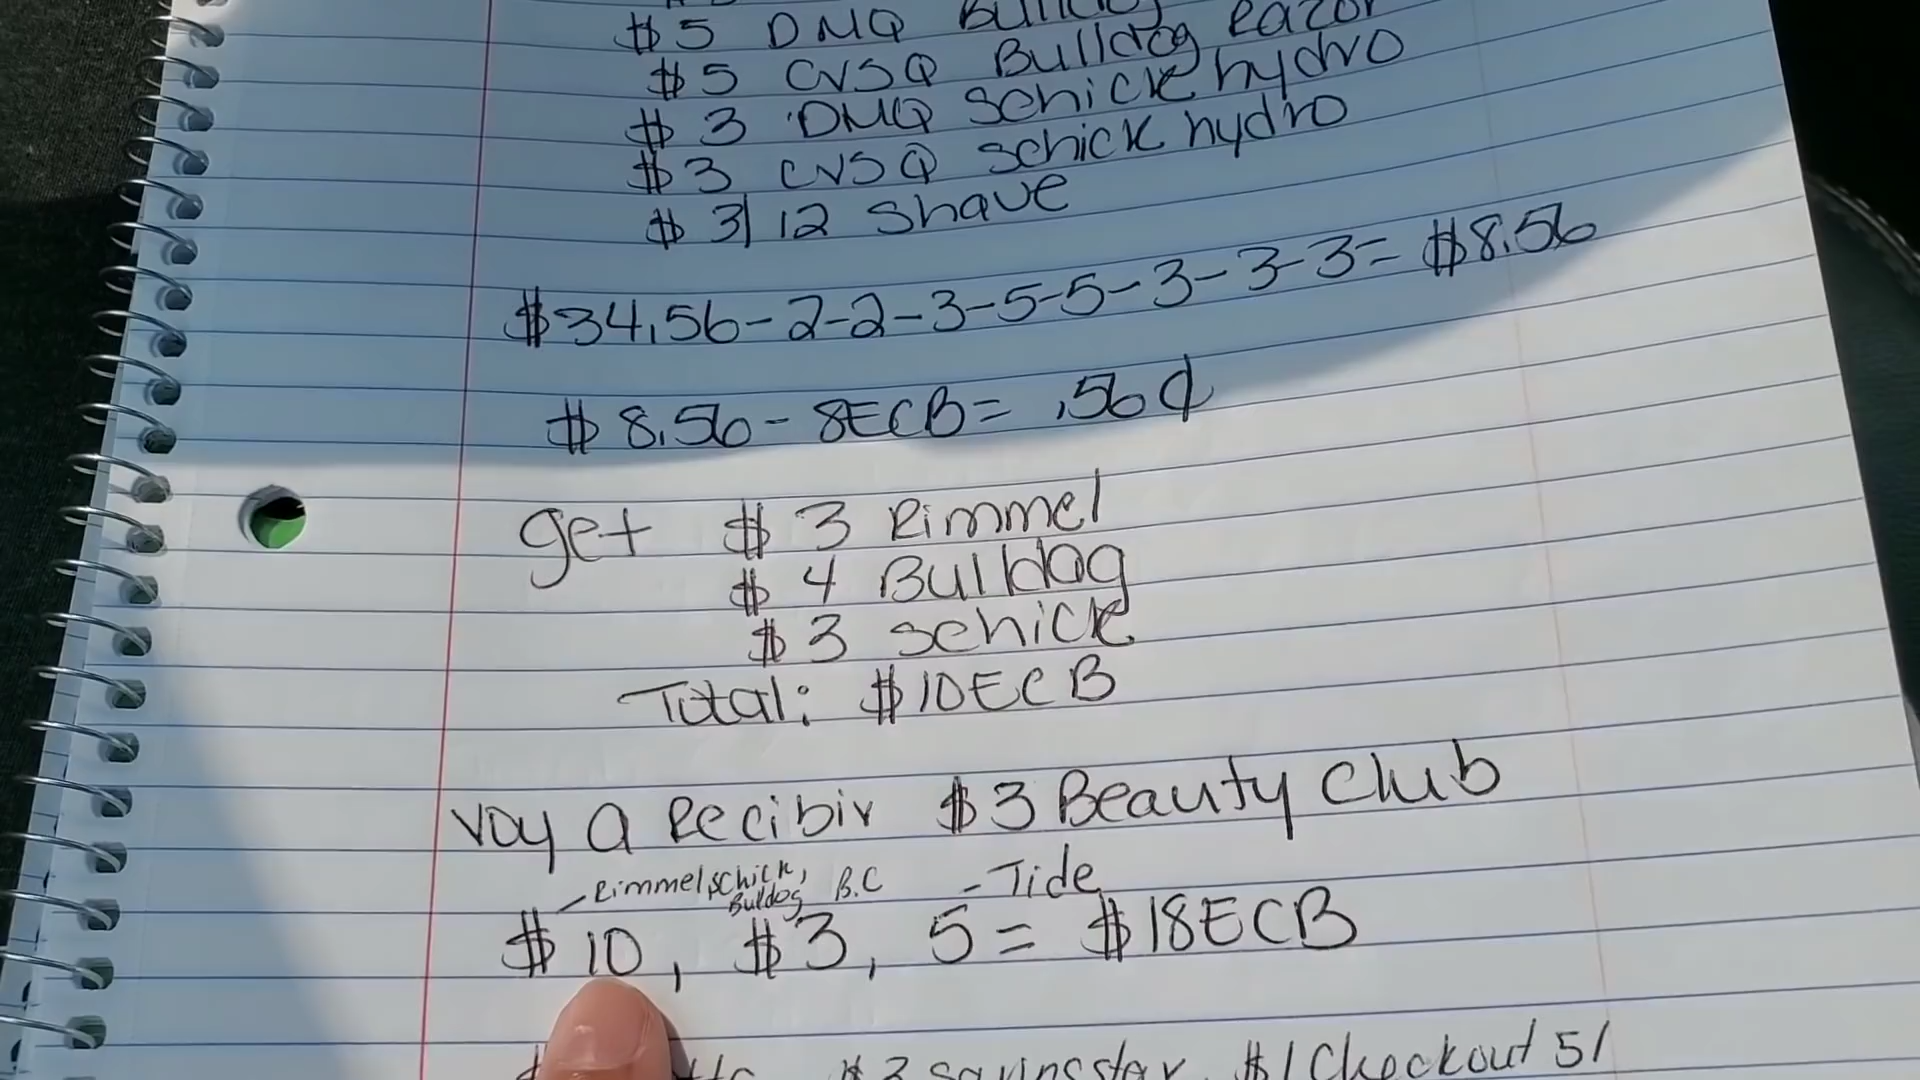 $5 DMQ Bulldog
$5 CVSQ Bulldog Razor
$3 DMQ Schick hydro
$3 CVSQ Schick hydro
$3/12 Shave
$34.56-2-2-3-5-5-3-3-3= $8.56
$8.56-8ECB= .56¢
get $3 Rimmel
$4 Bulldog
$3 schick
Total: $10ECB
voy a Recibir $3 Beauty Club
-Rimmel,schick, B.C -Tide
Buldog
$10, $3, 5 = $18ECB
$3 savingstar, $1 Checkout 51